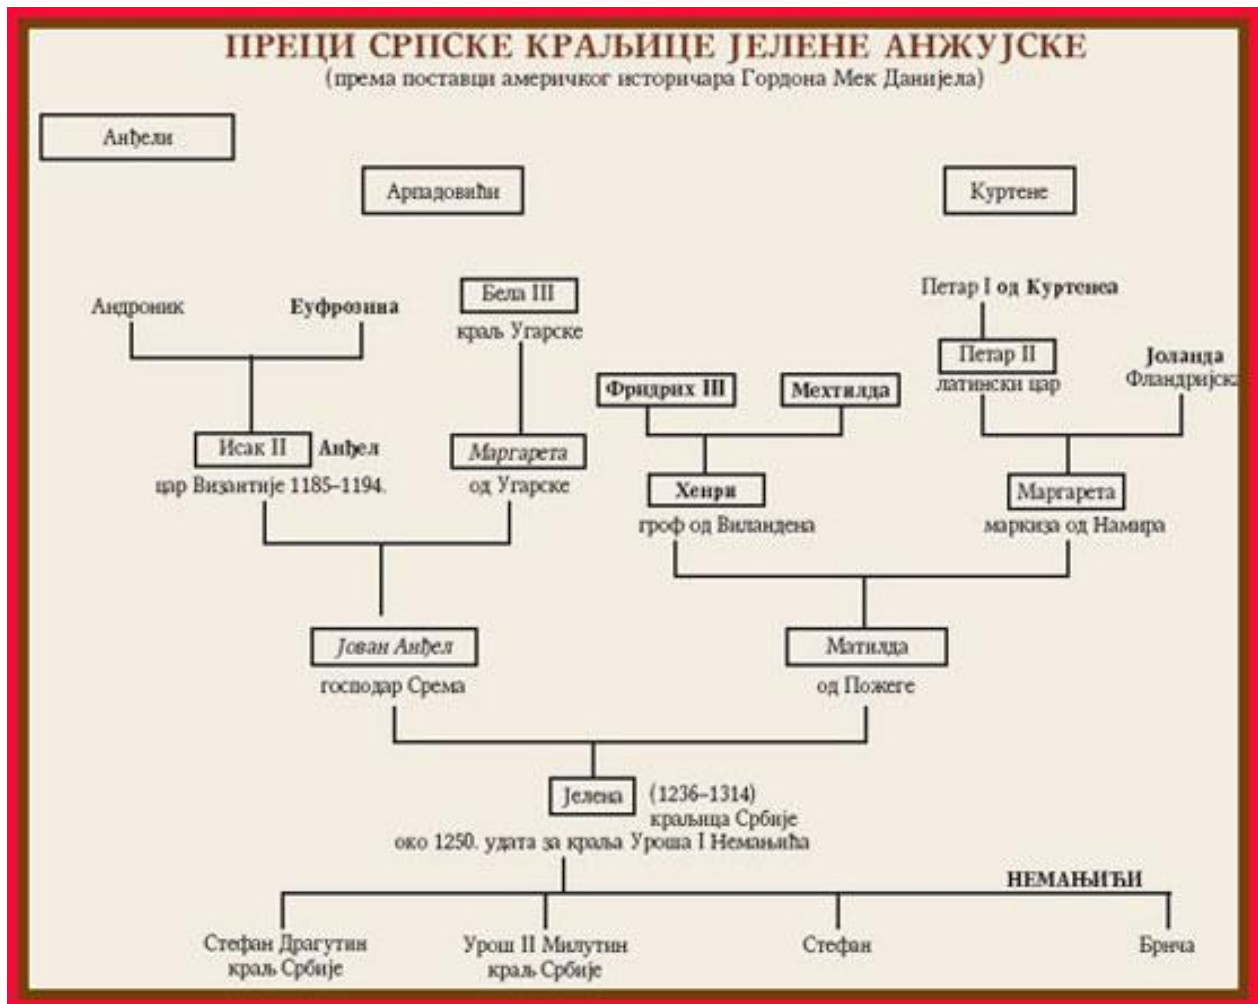 ПРЕЦИ СРПСКЕ КРАЉИЦЕ ЈЕЛЕНЕ АНЖУЈСКЕ
(према поставци америчког историчара Гордона Мек Данијела)
Анђели
Арпадовићи
Куртене
Андроник
Еуфрозина
Бела III
краљ Угарске
Петар I од Куртенеа
Петар II
латински цар
Јоланда
Фландријска
Фридрих III
Мехтилда
Исак II Анђел
цар Византије 1185–1194.
Маргарета
од Угарске
Хенри
гроф од Виландена
Маргарета
маркиза од Намира
Јован Анђел
господар Срема
Матилда
од Пожеге
Јелена (1236–1314)
краљица Србије
око 1250. удата за краља Уроша I Немањића
НЕМАЊИЋИ
Стефан Драгутин
краљ Србије
Урош II Милутин
краљ Србије
Стефан
Брнча